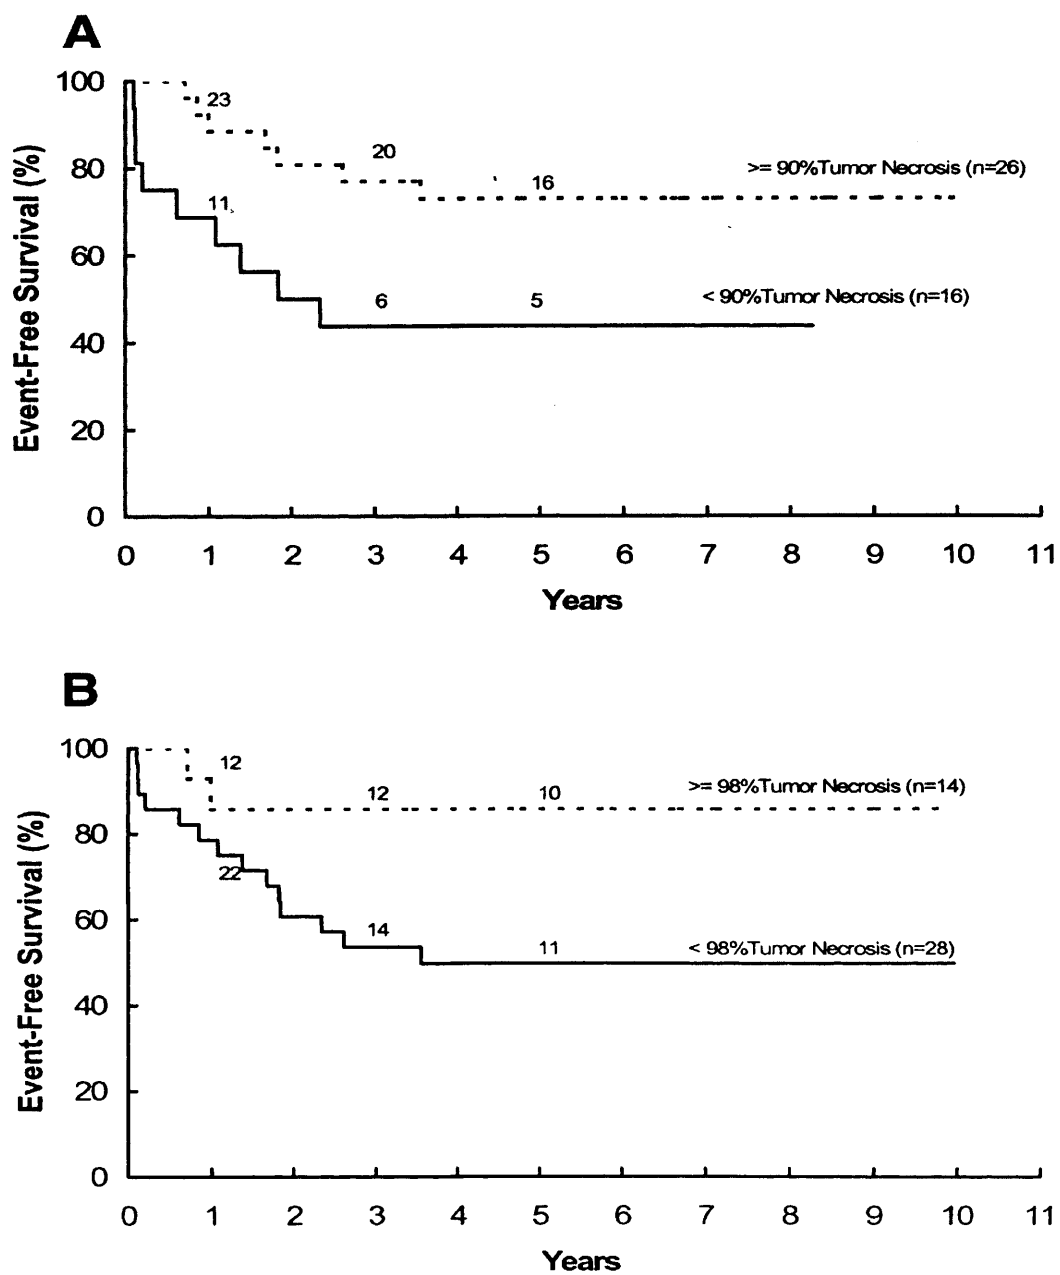 A
100
80
60
40
20
0
Event-Free Survival (%)
23
20
16
>= 90%Tumor Necrosis (n=26)
11
6
5
< 90%Tumor Necrosis (n=16)
0 1 2 3 4 5 6 7 8 9 10 11
Years
B
100
80
60
40
20
0
Event-Free Survival (%)
12
12
10
>= 98%Tumor Necrosis (n=14)
22
14
11
< 98%Tumor Necrosis (n=28)
0 1 2 3 4 5 6 7 8 9 10 11
Years